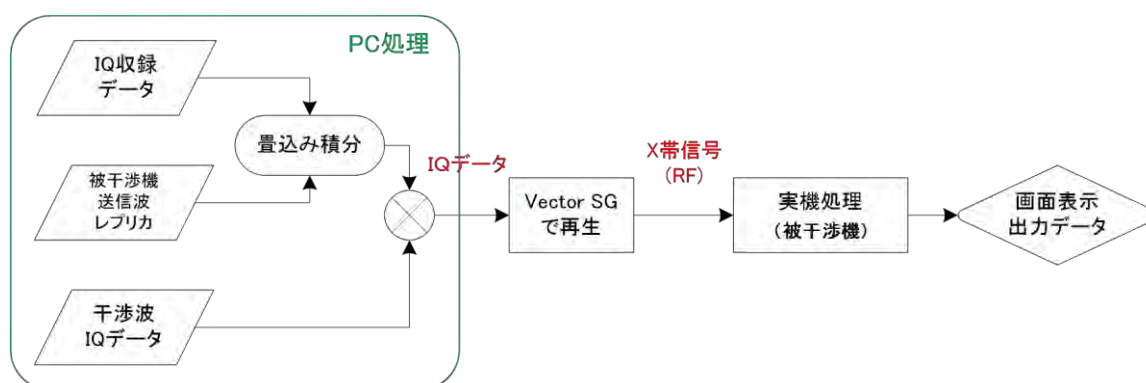 PC処理
IQ収録
データ
畳込み積分
被干渉機
送信波
レプリカ
干渉波
IQデータ
IQデータ
Vector SG
で再生
X帯信号
(RF)
実機処理
(被干渉機)
画面表示
出力データ